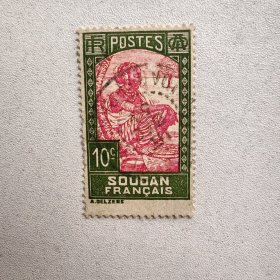 RF POSTES
10c
SOUDAN
FRANÇAIS
A. DELZERS